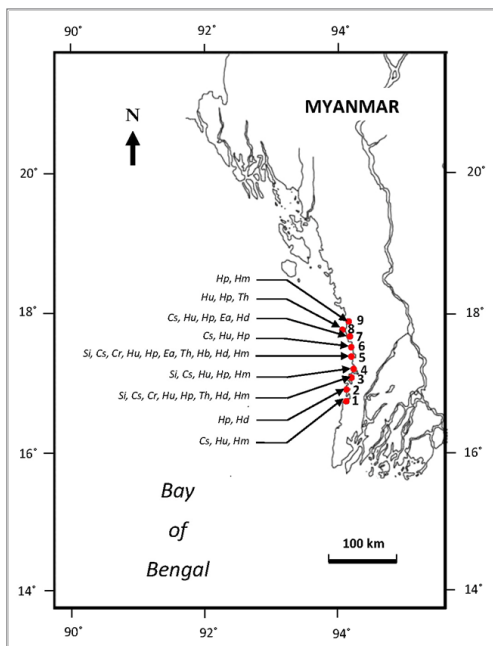 90˚ 92˚ 94˚
MYANMAR
N
20˚ 20˚
Hp, Hm
Hu, Hp, Th
18˚ 18˚
Cs, Hu, Hp, Ea, Hd
9
8
7
Cs, Hu, Hp
6
Si, Cs, Cr, Hu, Hp, Ea, Th, Hb, Hd, Hm
5
Si, Cs, Hu, Hp, Hm
4
3
Si, Cs, Cr, Hu, Hp, Th, Hd, Hm
2
1
Hp, Hd
Cs, Hu, Hm
16˚ 16˚
Bay
of
Bengal
100 km
14˚ 14˚
90˚ 92˚ 94˚